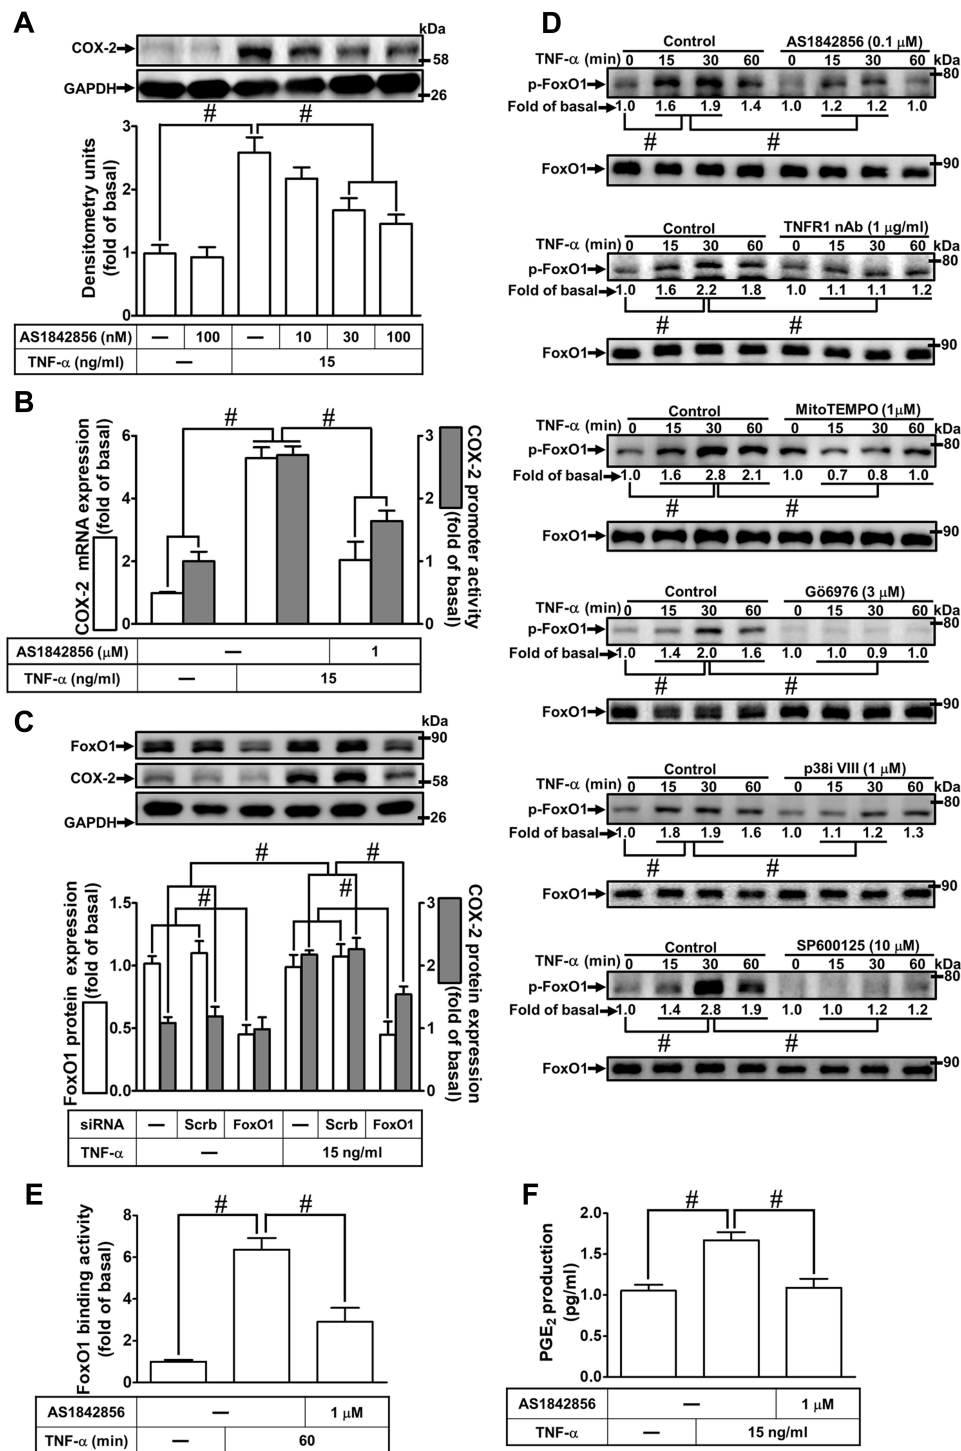 A
kDa
COX-2
58
GAPDH
26
#
#
Densitometry units
(fold of basal)
3
2
1
0
AS1842856 (nM) — 100 — 10 30 100
TNF-α (ng/ml) — 15
B
#
#
COX-2 mRNA expression
(fold of basal)
6
4
2
0
COX-2 promoter activity
(fold of basal)
3
2
1
0
AS1842856 (μM) — 1
TNF-α (ng/ml) — 15
C
kDa
FoxO1
90
COX-2
58
GAPDH
26
#
#
#
#
FoxO1 protein expression
(fold of basal)
1.5
1.0
0.5
0.0
COX-2 protein expression
(fold of basal)
3
2
1
0
siRNA — Scrb FoxO1 — Scrb FoxO1
TNF-α — 15 ng/ml
D
Control AS1842856 (0.1 μM)
TNF-α (min) 0 15 30 60 0 15 30 60 kDa
p-FoxO1 80
Fold of basal 1.0 1.6 1.9 1.4 1.0 1.2 1.2 1.0
# #
FoxO1 90
Control TNFR1 nAb (1 μg/ml)
TNF-α (min) 0 15 30 60 0 15 30 60 kDa
p-FoxO1 80
Fold of basal 1.0 1.6 2.2 1.8 1.0 1.1 1.1 1.2
# #
FoxO1 90
Control MitoTEMPO (1μM)
TNF-α (min) 0 15 30 60 0 15 30 60 kDa
p-FoxO1 80
Fold of basal 1.0 1.6 2.8 2.1 1.0 0.7 0.8 1.0
# #
FoxO1 90
Control Gö6976 (3 μM)
TNF-α (min) 0 15 30 60 0 15 30 60 kDa
p-FoxO1 80
Fold of basal 1.0 1.4 2.0 1.6 1.0 1.0 0.9 1.0
# #
FoxO1 90
Control p38i VIII (1 μM)
TNF-α (min) 0 15 30 60 0 15 30 60 kDa
p-FoxO1 80
Fold of basal 1.0 1.8 1.9 1.6 1.0 1.1 1.2 1.3
# #
FoxO1 90
Control SP600125 (10 μM)
TNF-α (min) 0 15 30 60 0 15 30 60 kDa
p-FoxO1 80
Fold of basal 1.0 1.4 2.8 1.9 1.0 1.0 1.2 1.2
# #
FoxO1 90
E
#
#
FoxO1 binding activity
(fold of basal)
8
6
4
2
0
AS1842856 — 1 μM
TNF-α (min) — 60
F
#
#
PGE2 production
(pg/ml)
2.0
1.5
1.0
0.5
0.0
AS1842856 — 1 μM
TNF-α — 15 ng/ml